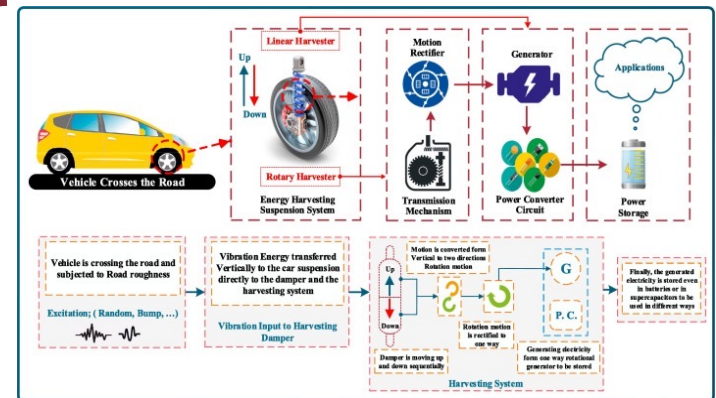 Linear Harvester
Up
Down
Rotary Harvester
Energy Harvesting
Suspension System
Vehicle Crosses the Road
Motion
Rectifier
Transmission
Mechanism
Generator
Power Converter
Circuit
Applications
Power
Storage
Vehicle is crossing the road and
subjected to Road roughness
Excitation; ( Random, Bump, ...)
Vibration Energy transferred
Vertically to the car suspension
directly to the damper and the
harvesting system
Vibration Input to Harvesting
Damper
Motion is converted form
Vertical to two directions
Rotation motion
Up
Down
Damper is moving up
and down sequentially
Rotation motion
is rectified to
one way
G
P. C.
Generating electricity
form one way rotational
generator to be stored
Harvesting System
Finally, the generated
electricity is stored even
in batteries or in
supercapacitors to be
used in different ways